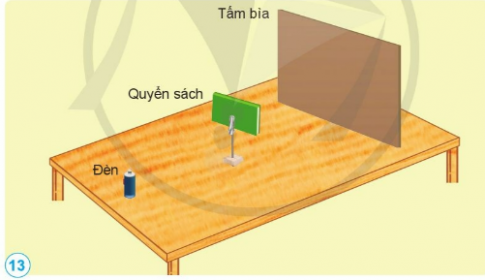 Tấm bìa
Quyển sách
Đèn
13